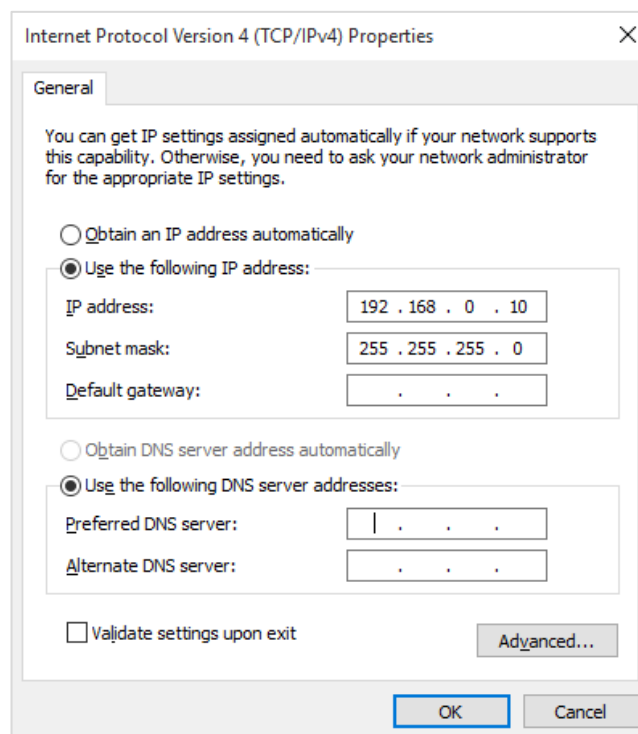 Internet Protocol Version 4 (TCP/IPv4) Properties
General
You can get IP settings assigned automatically if your network supports
this capability. Otherwise, you need to ask your network administrator
for the appropriate IP settings.
Obtain an IP address automatically
Use the following IP address:
IP address: 192 . 168 . 0 . 10
Subnet mask: 255 . 255 . 255 . 0
Default gateway: . . .
Obtain DNS server address automatically
Use the following DNS server addresses:
Preferred DNS server: . . .
Alternate DNS server: . . .
Validate settings upon exit
Advanced...
OK Cancel